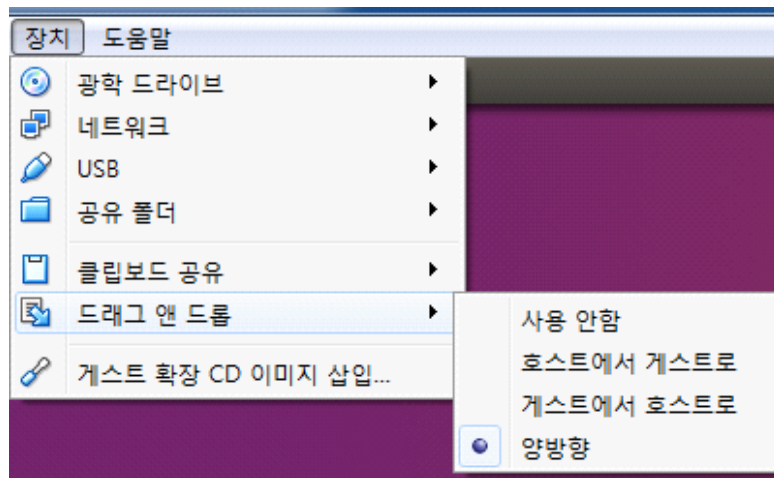 장치 도움말
광학 드라이브
네트워크
USB
공유 폴더
클립보드 공유
드래그 앤 드롭
게스트 확장 CD 이미지 삽입...
사용 안함
호스트에서 게스트로
게스트에서 호스트로
양방향